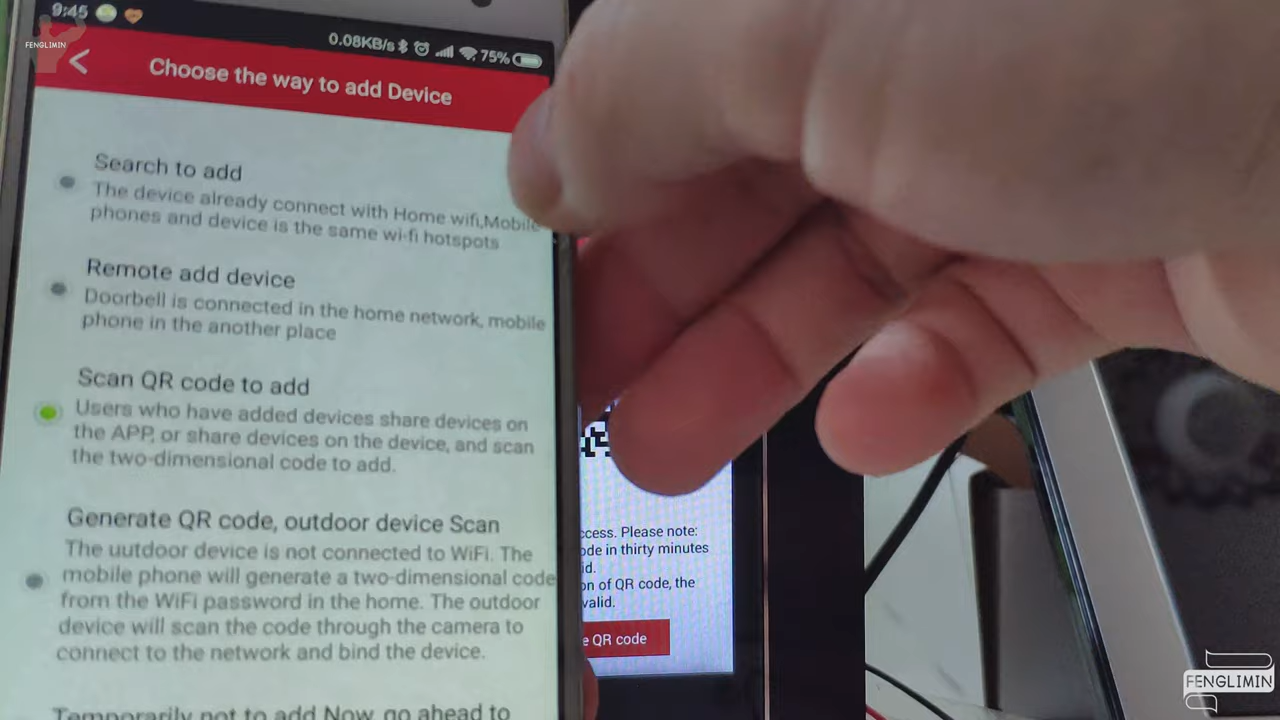 9:45
0.08KB/s
75%
FENGLIMIN
Choose the way to add Device
Search to add
The device already connect with Home wifi,Mobile
phones and device is the same wi-fi hotspots
Remote add device
Doorbell is connected in the home network, mobile
phone in the another place
Scan QR code to add
Users who have added devices share devices on
the APP, or share devices on the device, and scan
the two-dimensional code to add.
Generate QR code, outdoor device Scan
The uutdoor device is not connected to WiFi. The
mobile phone will generate a two-dimensional code
from the WiFi password in the home. The outdoor
device will scan the code through the camera to
connect to the network and bind the device.
Temporarily not to add Now, go ahead to
ccess. Please note:
ode in thirty minutes
id.
on of QR code, the
valid.
e QR code
FENGLIMIN